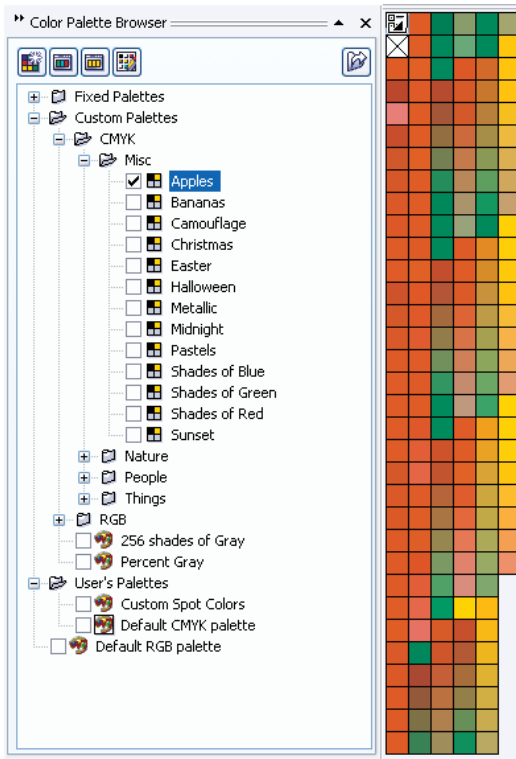 Color Palette Browser
Fixed Palettes
Custom Palettes
CMYK
Misc
Apples
Bananas
Camouflage
Christmas
Easter
Halloween
Metallic
Midnight
Pastels
Shades of Blue
Shades of Green
Shades of Red
Sunset
Nature
People
Things
RGB
256 shades of Gray
Percent Gray
User's Palettes
Custom Spot Colors
Default CMYK palette
Default RGB palette